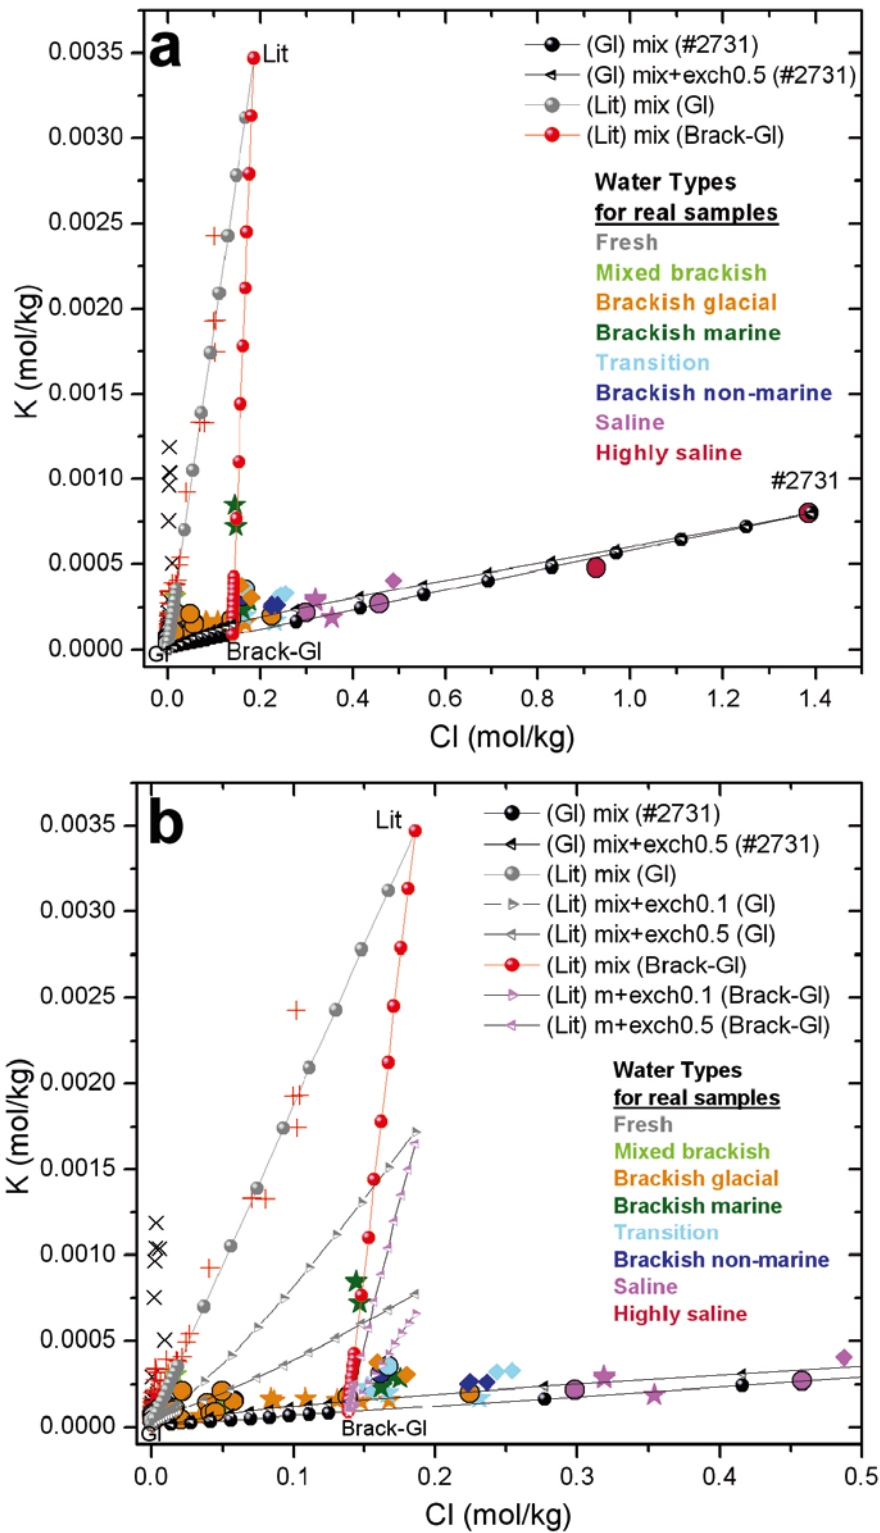 a
Lit
(Gl) mix (#2731)
(Gl) mix+exch0.5 (#2731)
(Lit) mix (Gl)
(Lit) mix (Brack-Gl)
Water Types
for real samples
Fresh
Mixed brackish
Brackish glacial
Brackish marine
Transition
Brackish non-marine
Saline
Highly saline
#2731
Gl
Brack-Gl
0.0035
0.0030
0.0025
0.0020
0.0015
0.0010
0.0005
0.0000
K (mol/kg)
0.0 0.2 0.4 0.6 0.8 1.0 1.2 1.4
Cl (mol/kg)
b
Lit
(Gl) mix (#2731)
(Gl) mix+exch0.5 (#2731)
(Lit) mix (Gl)
(Lit) mix+exch0.1 (Gl)
(Lit) mix+exch0.5 (Gl)
(Lit) mix (Brack-Gl)
(Lit) m+exch0.1 (Brack-Gl)
(Lit) m+exch0.5 (Brack-Gl)
Water Types
for real samples
Fresh
Mixed brackish
Brackish glacial
Brackish marine
Transition
Brackish non-marine
Saline
Highly saline
Gl
Brack-Gl
0.0035
0.0030
0.0025
0.0020
0.0015
0.0010
0.0005
0.0000
K (mol/kg)
0.0 0.1 0.2 0.3 0.4 0.5
Cl (mol/kg)